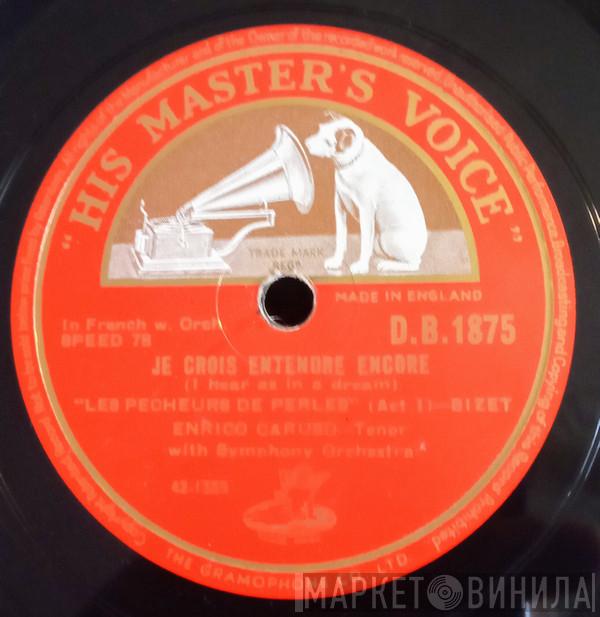 "HIS MASTER'S VOICE"
TRADE MARK
REGD
MADE IN ENGLAND
In French w. Orch
SPEED 78
D.B.1875
JE CROIS ENTENDRE ENCORE
(I hear as in a dream)
"LES PECHEURS DE PERLES" (Act 1)—BIZET
ENRICO CARUSO—Tenor
with Symphony Orchestra
THE GRAMOPHONE LTD.
МАРКЕТ ВИНИЛА